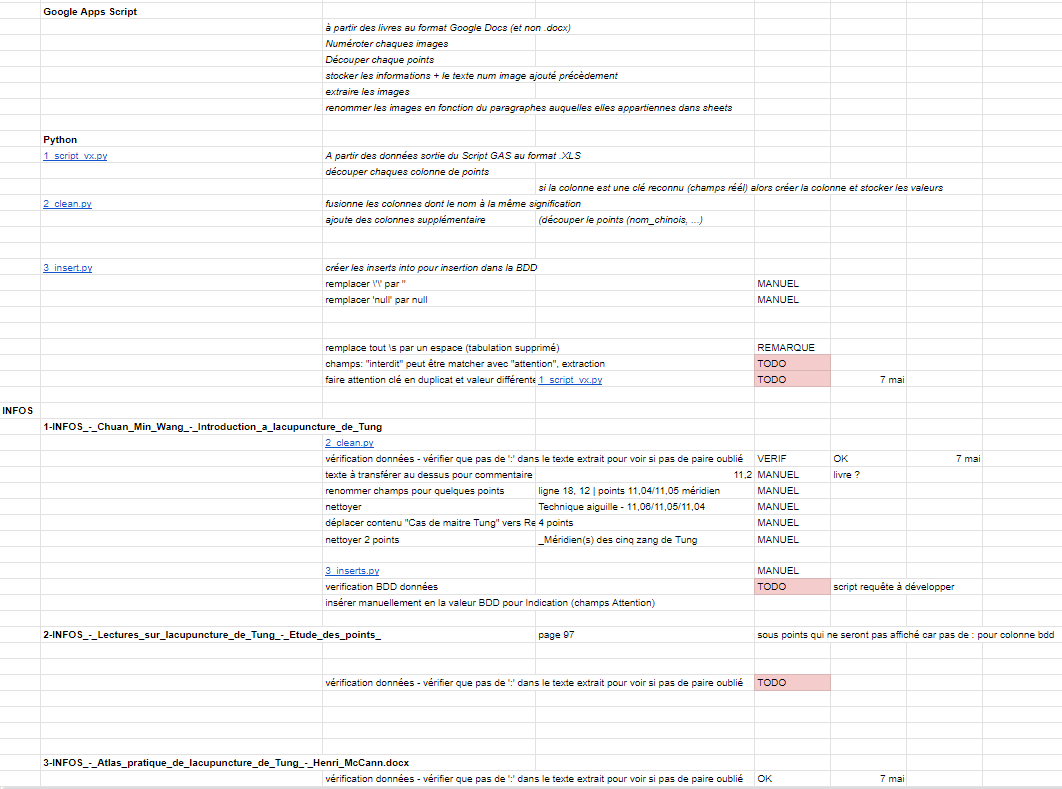 Google Apps Script
à partir des livres au format Google Docs (et non .docx)
Numéroter chaques images
Découper chaque points
stocker les informations + le texte num image ajouté précèdement
extraire les images
renommer les images en fonction du paragraphes auquelles elles appartiennes dans sheets
Python
1_script_vx.py A partir des données sortie du Script GAS au format .XLS
découper chaques colonne de points
si la colonne est une clé reconnu (champs réél) alors créer la colonne et stocker les valeurs
2_clean.py fusionne les colonnes dont le nom à la même signification
ajoute des colonnes supplémentaire (découper le points (nom_chinois, ...)
3_insert.py créer les inserts into pour insertion dans la BDD
remplacer \'\' par '' MANUEL
remplacer 'null' par null MANUEL
remplace tout \s par un espace (tabulation supprimé) REMARQUE
champs: "interdit" peut être matcher avec "attention", extraction TODO
faire attention clé en duplicat et valeur différente 1_script_vx.py TODO 7 mai
INFOS
1-INFOS_-_Chuan_Min_Wang_-_Introduction_a_lacupuncture_de_Tung
2_clean.py
vérification données - vérifier que pas de ':' dans le texte extrait pour voir si pas de paire oublié VERIF OK 7 mai
texte à transférer au dessus pour commentaire 11,2 MANUEL livre ?
renommer champs pour quelques points ligne 18, 12 | points 11,04/11,05 méridien MANUEL
nettoyer Technique aiguille - 11,06/11,05/11,04 MANUEL
déplacer contenu "Cas de maitre Tung" vers Re 4 points MANUEL
nettoyer 2 points _Méridien(s) des cinq zang de Tung MANUEL
3_inserts.py MANUEL
verification BDD données TODO script requête à développer
insérer manuellement en la valeur BDD pour Indication (champs Attention)
2-INFOS_-_Lectures_sur_lacupuncture_de_Tung_-_Etude_des_points_ page 97 sous points qui ne seront pas affiché car pas de : pour colonne bdd
vérification données - vérifier que pas de ':' dans le texte extrait pour voir si pas de paire oublié TODO
3-INFOS_-_Atlas_pratique_de_lacupuncture_de_Tung_-_Henri_McCann.docx
vérification données - vérifier que pas de ':' dans le texte extrait pour voir si pas de paire oublié OK 7 mai